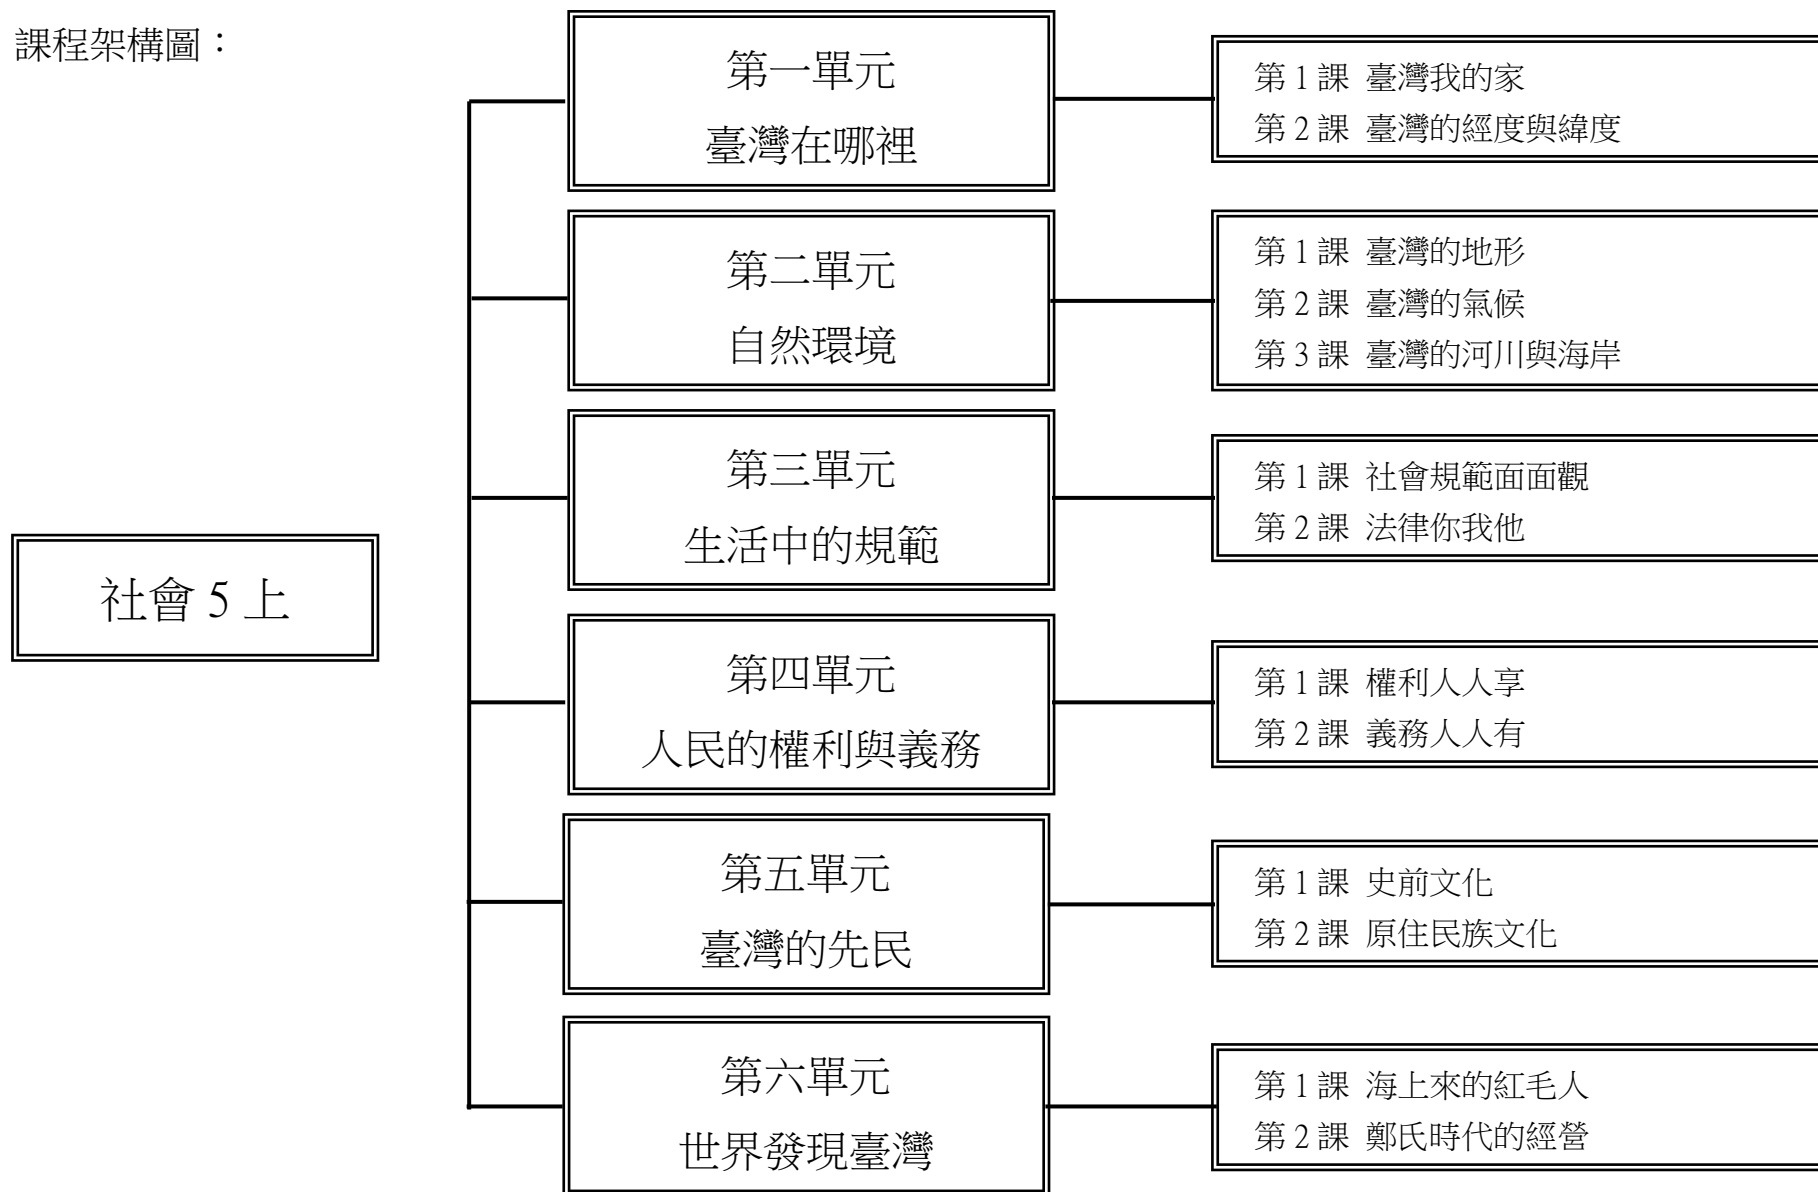 課程架構圖：
社會 5 上
第一單元
臺灣在哪裡
第 1 課 臺灣我的家
第 2 課 臺灣的經度與緯度
第二單元
自然環境
第 1 課 臺灣的地形
第 2 課 臺灣的氣候
第 3 課 臺灣的河川與海岸
第三單元
生活中的規範
第 1 課 社會規範面面觀
第 2 課 法律你我他
第四單元
人民的權利與義務
第 1 課 權利人人享
第 2 課 義務人人有
第五單元
臺灣的先民
第 1 課 史前文化
第 2 課 原住民族文化
第六單元
世界發現臺灣
第 1 課 海上來的紅毛人
第 2 課 鄭氏時代的經營